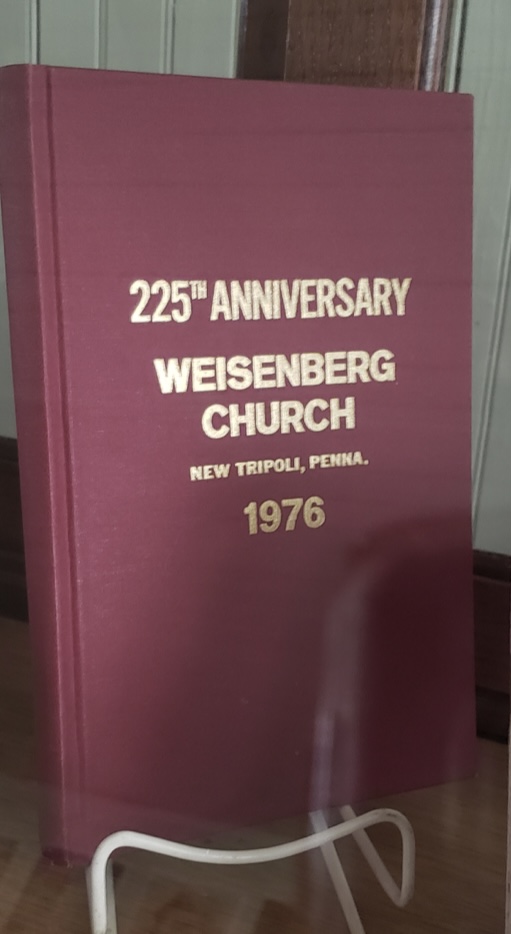 225TH ANNIVERSARY
WEISENBERG
CHURCH
NEW TRIPOLI, PENNA.
1976